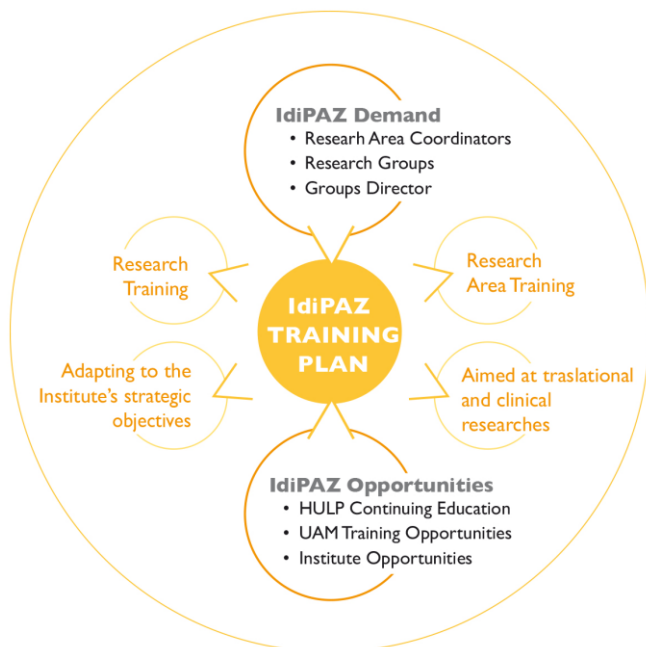 IdiPAZ Demand
• Researh Area Coordinators
• Research Groups
• Groups Director
Research
Training
Research
Area Training
IdiPAZ
TRAINING
PLAN
Adapting to the
Institute's strategic
objectives
Aimed at traslational
and clinical
researches
IdiPAZ Opportunities
• HULP Continuing Education
• UAM Training Opportunities
• Institute Opportunities